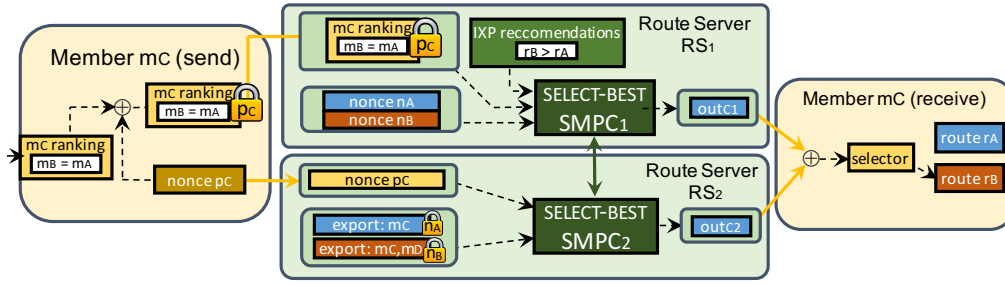 Member mC (send)
mC ranking
mB = mA
pC
mC ranking
mB = mA
nonce pC
Route Server
RS1
mC ranking
mB = mA
pC
IXP reccomendations
rB > rA
nonce nA
nonce nB
SELECT-BEST
SMPC1
outC1
Route Server
RS2
nonce pC
export: mC
nA
export: mC,mD
nB
SELECT-BEST
SMPC2
outC2
Member mC (receive)
selector
route rA
route rB